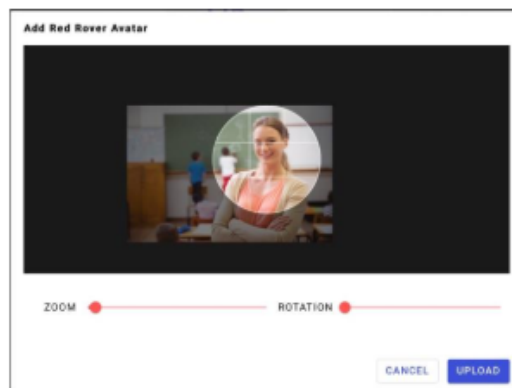 Add Red Rover Avatar
ZOOM
ROTATION
CANCEL
UPLOAD